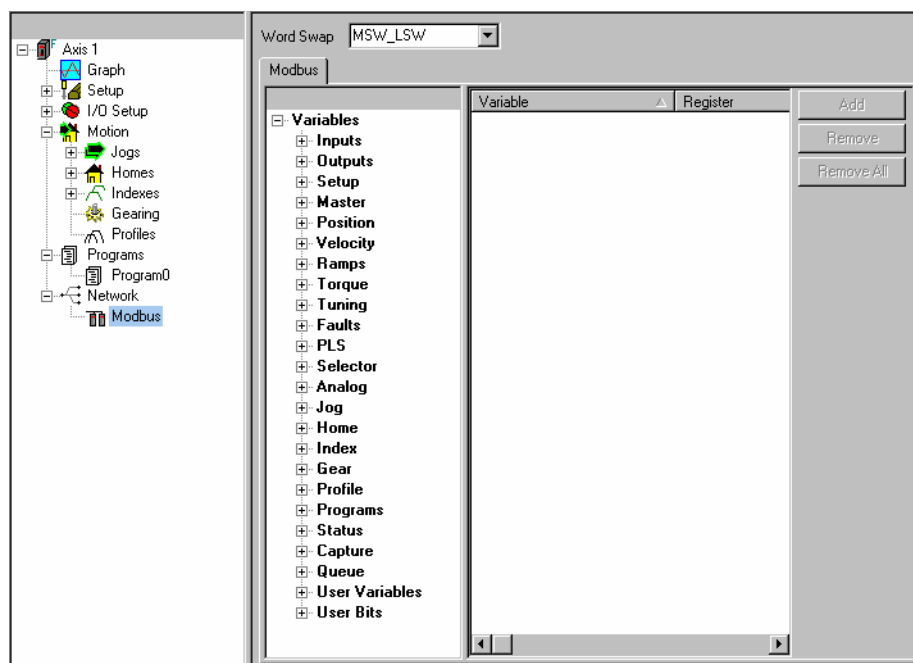 Axis 1
Graph
Setup
I/O Setup
Motion
Jogs
Homes
Indexes
Gearing
Profiles
Programs
Program0
Network
Modbus
Word Swap MSW_LSW
Modbus
Variables
Inputs
Outputs
Setup
Master
Position
Velocity
Ramps
Torque
Tuning
Faults
PLS
Selector
Analog
Jog
Home
Index
Gear
Profile
Programs
Status
Capture
Queue
User Variables
User Bits
Variable Register
Add
Remove
Remove All